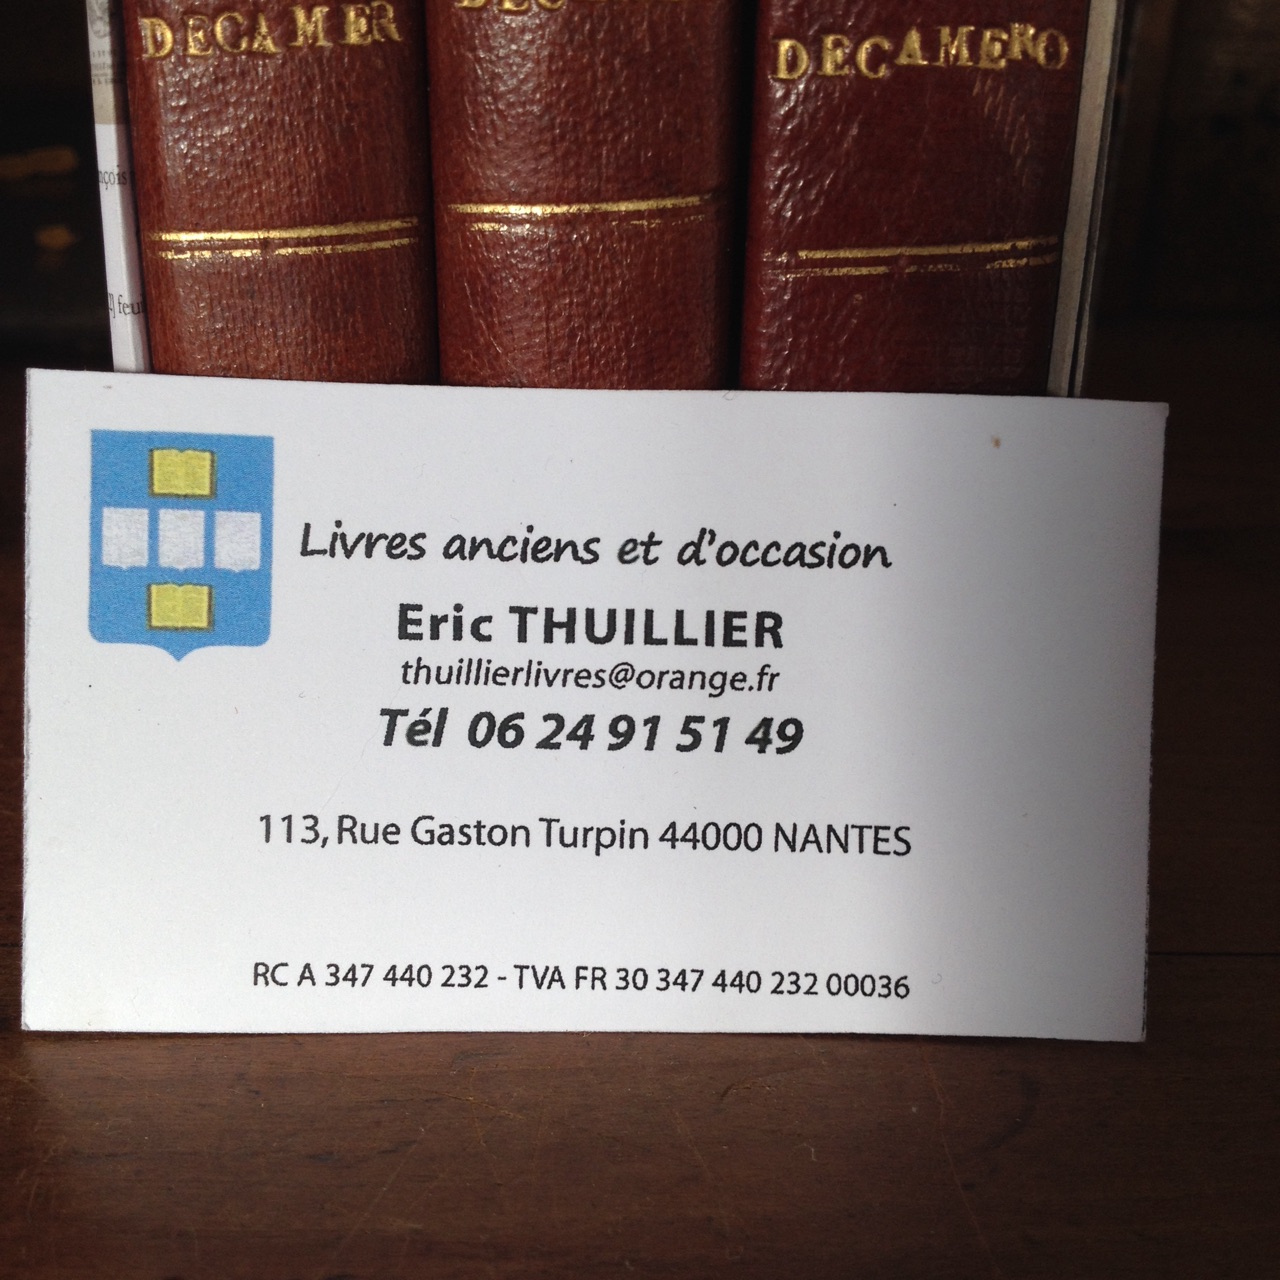 DECAMER
DECAMERO
Livres anciens et d'occasion
Eric THUILLIER
thuillierlivres@orange.fr
Tél 06 24 91 51 49
113, Rue Gaston Turpin 44000 NANTES
RC A 347 440 232 - TVA FR 30 347 440 232 00036